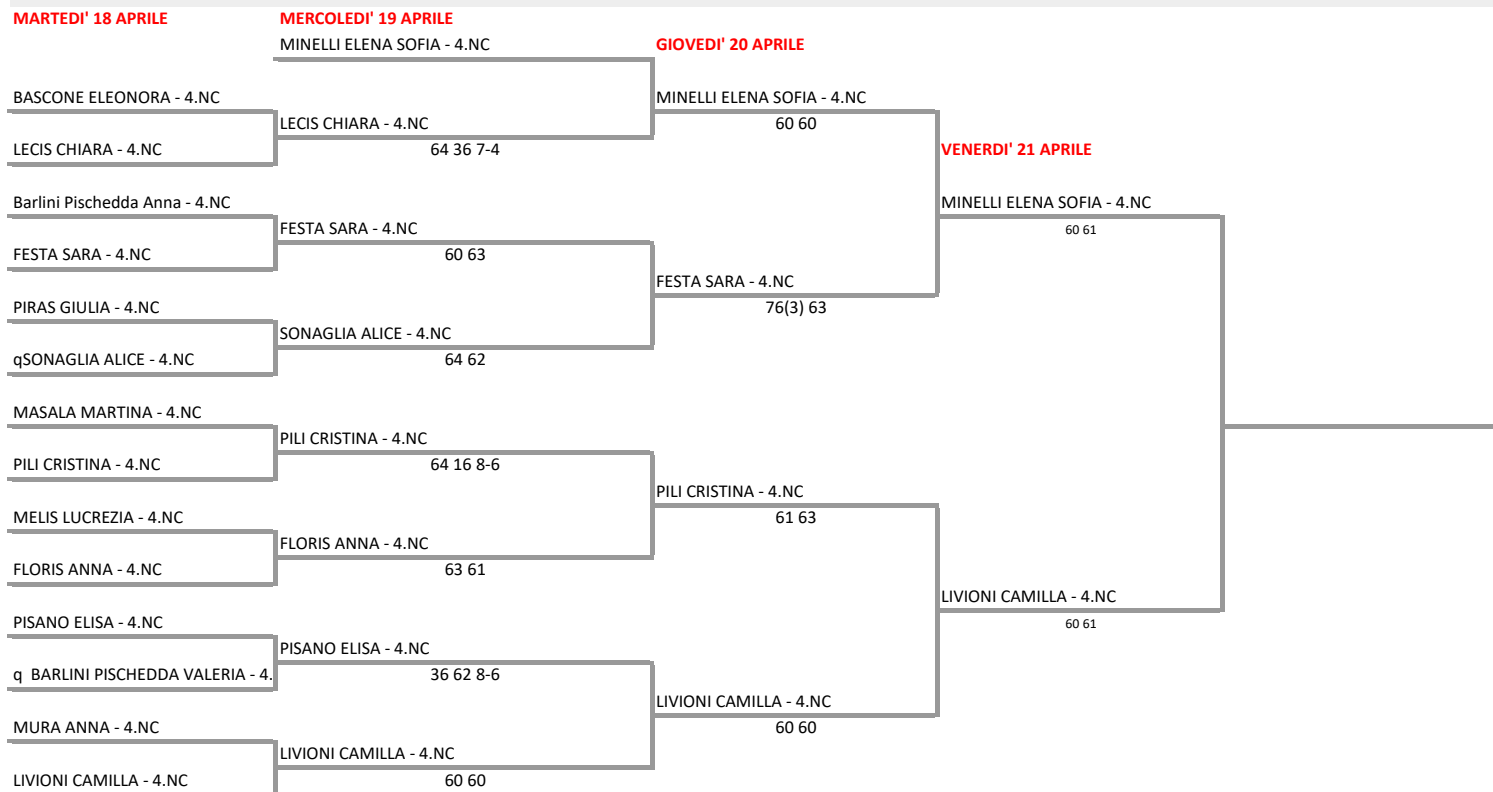 MARTEDI' 18 APRILE
MERCOLEDI' 19 APRILE
MINELLI ELENA SOFIA - 4.NC
GIOVEDI' 20 APRILE
BASCONE ELEONORA - 4.NC
MINELLI ELENA SOFIA - 4.NC
LECIS CHIARA - 4.NC
60 60
LECIS CHIARA - 4.NC
64 36 7-4
VENERDI' 21 APRILE
Barlini Pischedda Anna - 4.NC
MINELLI ELENA SOFIA - 4.NC
FESTA SARA - 4.NC
60 61
FESTA SARA - 4.NC
60 63
FESTA SARA - 4.NC
PIRAS GIULIA - 4.NC
76(3) 63
SONAGLIA ALICE - 4.NC
qSONAGLIA ALICE - 4.NC
64 62
MASALA MARTINA - 4.NC
PILI CRISTINA - 4.NC
PILI CRISTINA - 4.NC
64 16 8-6
PILI CRISTINA - 4.NC
MELIS LUCREZIA - 4.NC
61 63
FLORIS ANNA - 4.NC
FLORIS ANNA - 4.NC
63 61
LIVIONI CAMILLA - 4.NC
PISANO ELISA - 4.NC
60 61
PISANO ELISA - 4.NC
q BARLINI PISCHEDDA VALERIA - 4.
36 62 8-6
LIVIONI CAMILLA - 4.NC
MURA ANNA - 4.NC
60 60
LIVIONI CAMILLA - 4.NC
LIVIONI CAMILLA - 4.NC
60 60